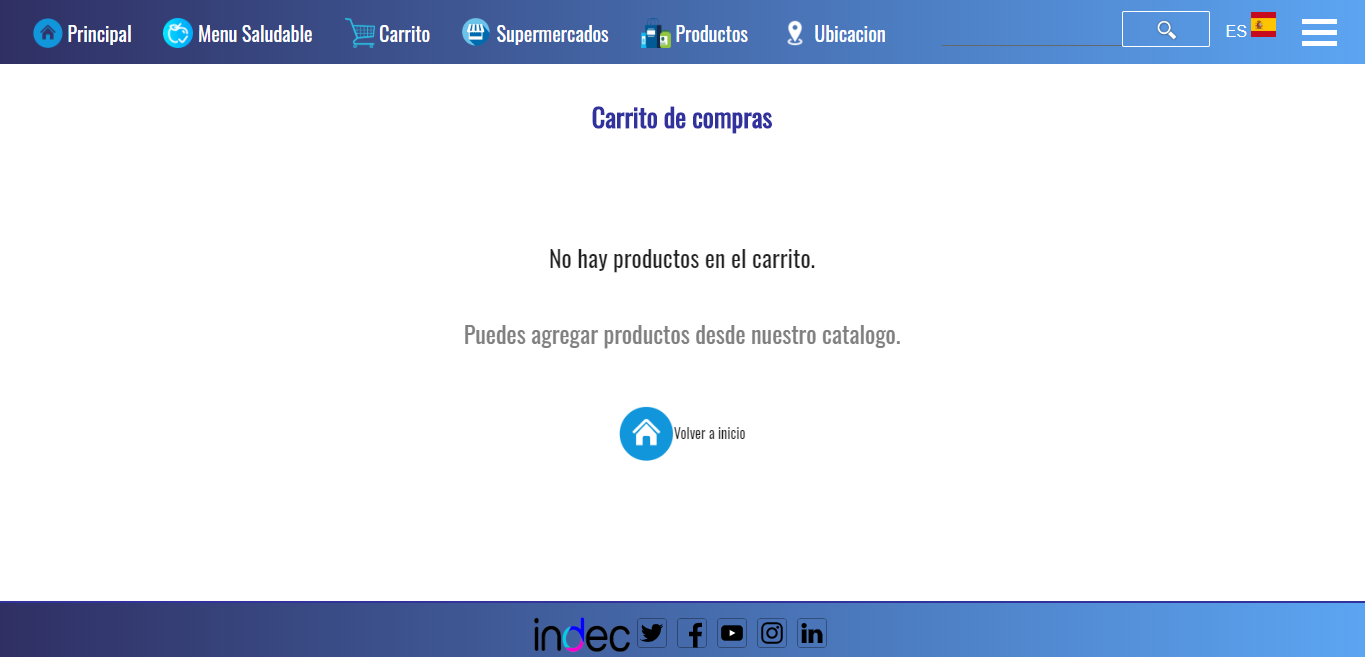 Principal Menu Saludable Carrito Supermercados Productos Ubicacion ES
Carrito de compras
No hay productos en el carrito.
Puedes agregar productos desde nuestro catalogo.
Volver a inicio
indec